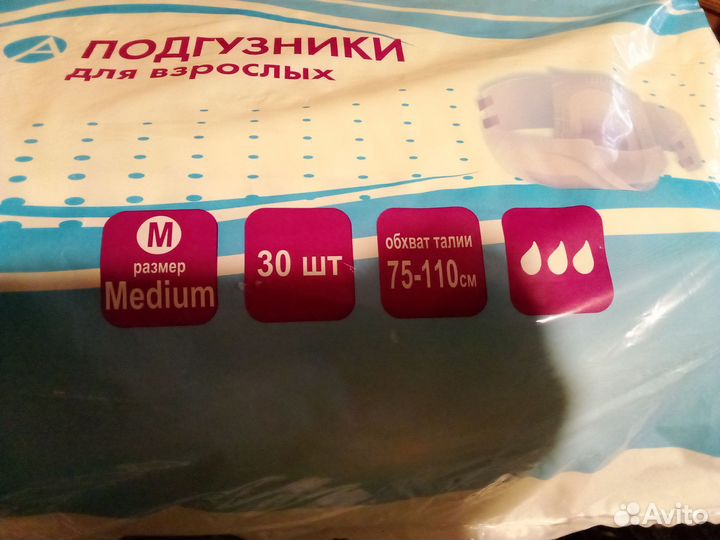 А ПОДГУЗНИКИ
для взрослых
M
размер
Medium
30 шт
обхват талии
75-110см
Avito